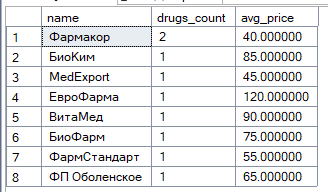 name drugs_count avg_price
1 Фармакор 2 40.000000
2 БиоКим 1 85.000000
3 MedExport 1 45.000000
4 ЕвроФарма 1 120.000000
5 ВитаМед 1 90.000000
6 БиоФарм 1 75.000000
7 ФармСтандарт 1 55.000000
8 ФП Оболенское 1 65.000000